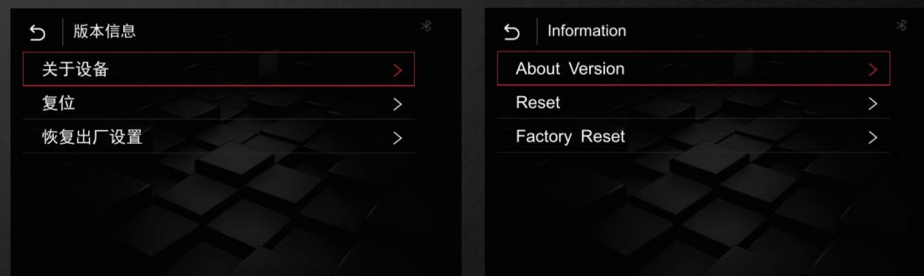 版本信息
关于设备
复位
恢复出厂设置
Information
About Version
Reset
Factory Reset